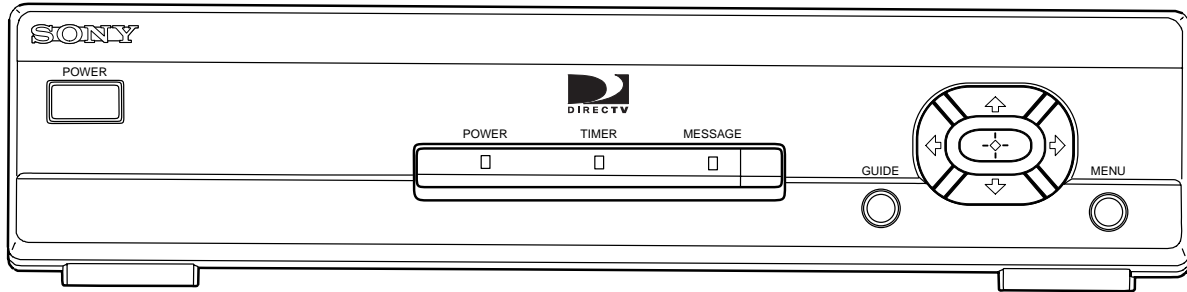 SONY
POWER
DIRECTV
POWER TIMER MESSAGE
GUIDE MENU